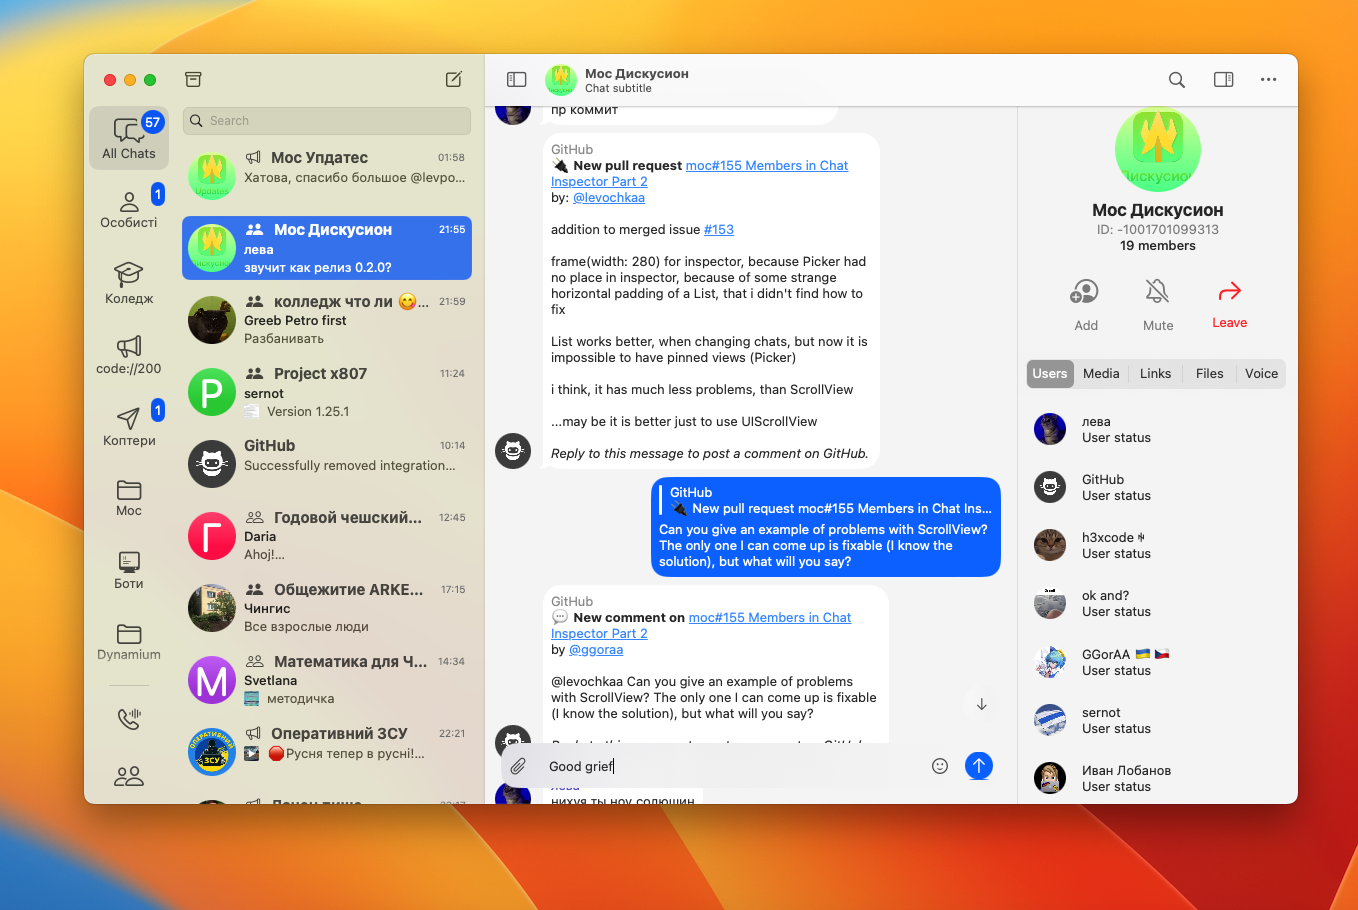 57
All Chats
1
Особисті
Коледж
code://200
1
Коптери
Мос
Боти
Dynamium
Search
Мос Упдатес
01:58
Хатова, спасибо большое @levpo...
Updates
Мос Дискусион
21:55
лева
звучит как релиз 0.2.0?
колледж что ли 😋...
21:59
Greeb Petro first
Разбанивать
P
Project x807
11:24
sernot
Version 1.25.1
GitHub
10:14
Successfully removed integration...
Г
Годовой чешский...
12:45
Daria
Ahoj!...
Общежитие ARKE...
17:15
Чингис
Все взрослые люди
М
Математика для Ч...
14:34
Svetlana
методичка
ОПЕРАТИВНИЙ
ЗСУ
Оперативний ЗСУ
22:21
🛑Русня тепер в русні!...
Мос Дискусион
Chat subtitle
пр коммит
GitHub
🔌 New pull request moc#155 Members in Chat
Inspector Part 2
by: @levochkaa
addition to merged issue #153
frame(width: 280) for inspector, because Picker had
no place in inspector, because of some strange
horizontal padding of a List, that i didn't find how to
fix
List works better, when changing chats, but now it is
impossible to have pinned views (Picker)
i think, it has much less problems, than ScrollView
...may be it is better just to use UIScrollView
Reply to this message to post a comment on GitHub.
GitHub
🔌 New pull request moc#155 Members in Chat Ins...
Can you give an example of problems with ScrollView?
The only one I can come up is fixable (I know the
solution), but what will you say?
GitHub
💬 New comment on moc#155 Members in Chat
Inspector Part 2
by @ggoraa
@levochkaa Can you give an example of problems
with ScrollView? The only one I can come up is fixable
(I know the solution), but what will you say?
Good grief
лева
нихуя ты ноу солюшин
Дискусион
Мос Дискусион
ID: -1001701099313
19 members
Add
Mute
Leave
Users
Media
Links
Files
Voice
лева
User status
GitHub
User status
h3xcode
User status
ok and?
User status
GGorAA 🇺🇦 🇨🇿
User status
sernot
User status
Иван Лобанов
User status